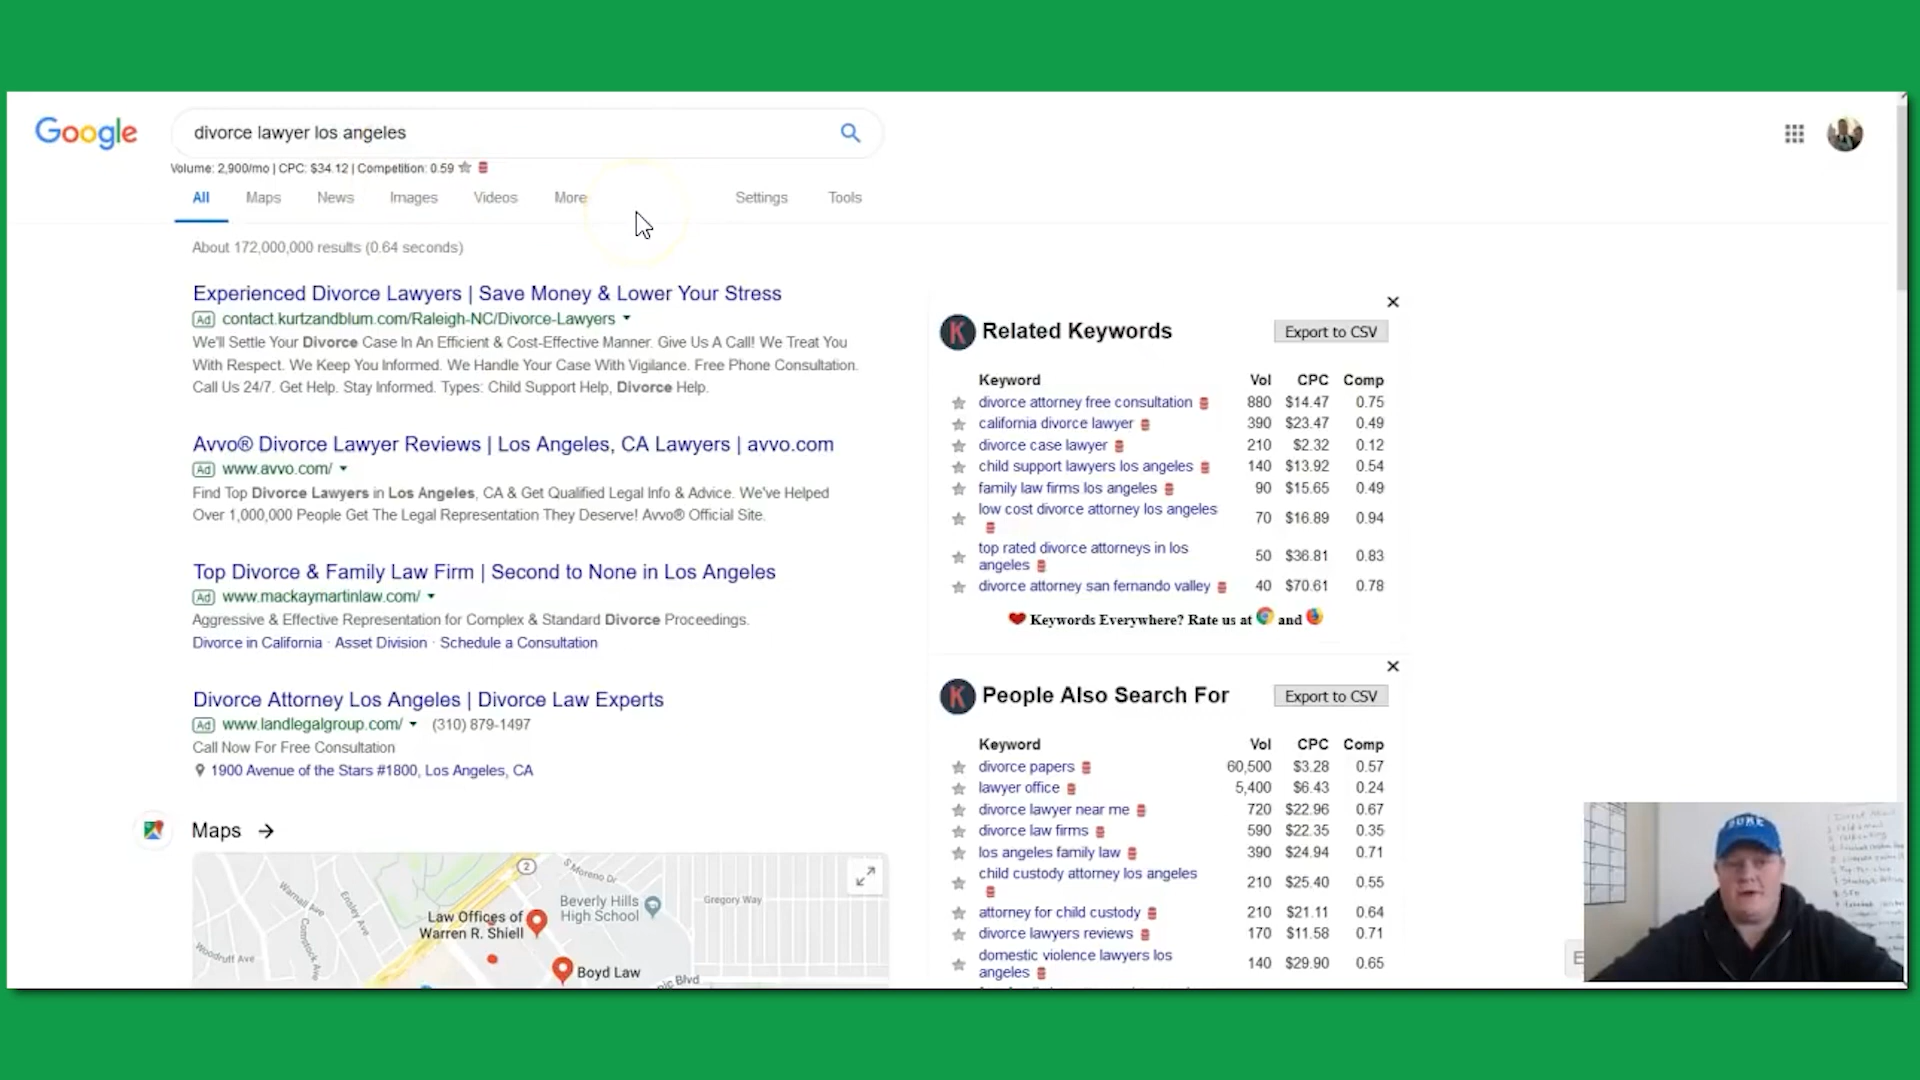 Google
divorce lawyer los angeles
Volume: 2,900/mo | CPC: $34.12 | Competition: 0.59
All Maps News Images Videos More Settings Tools
About 172,000,000 results (0.64 seconds)
Experienced Divorce Lawyers | Save Money & Lower Your Stress
Ad contact.kurtzandblum.com/Raleigh-NC/Divorce-Lawyers
We'll Settle Your Divorce Case In An Efficient & Cost-Effective Manner. Give Us A Call! We Treat You
With Respect. We Keep You Informed. We Handle Your Case With Vigilance. Free Phone Consultation.
Call Us 24/7. Get Help. Stay Informed. Types: Child Support Help, Divorce Help.
Avvo® Divorce Lawyer Reviews | Los Angeles, CA Lawyers | avvo.com
Ad www.avvo.com/
Find Top Divorce Lawyers in Los Angeles, CA & Get Qualified Legal Info & Advice. We've Helped
Over 1,000,000 People Get The Legal Representation They Deserve! Avvo® Official Site.
Top Divorce & Family Law Firm | Second to None in Los Angeles
Ad www.mackaymartinlaw.com/
Aggressive & Effective Representation for Complex & Standard Divorce Proceedings.
Divorce in California · Asset Division · Schedule a Consultation
Divorce Attorney Los Angeles | Divorce Law Experts
Ad www.landlegalgroup.com/ (310) 879-1497
Call Now For Free Consultation
1900 Avenue of the Stars #1800, Los Angeles, CA
Maps
2
S Moreno Dr
Warnall Ave
Ensley Ave
Comstock Ave
Woodruff Ave
Law Offices of
Warren R. Shiell
Beverly Hills
High School
Gregory Way
Boyd Law
pic Blvd
K Related Keywords Export to CSV
Keyword Vol CPC Comp
divorce attorney free consultation 880 $14.47 0.75
california divorce lawyer 390 $23.47 0.49
divorce case lawyer 210 $2.32 0.12
child support lawyers los angeles 140 $13.92 0.54
family law firms los angeles 90 $15.65 0.49
low cost divorce attorney los angeles 70 $16.89 0.94
top rated divorce attorneys in los
angeles 50 $36.81 0.83
divorce attorney san fernando valley 40 $70.61 0.78
Keywords Everywhere? Rate us at and
K People Also Search For Export to CSV
Keyword Vol CPC Comp
divorce papers 60,500 $3.28 0.57
lawyer office 5,400 $6.43 0.24
divorce lawyer near me 720 $22.96 0.67
divorce law firms 590 $22.35 0.35
los angeles family law 390 $24.94 0.71
child custody attorney los angeles 210 $25.40 0.55
attorney for child custody 210 $21.11 0.64
divorce lawyers reviews 170 $11.58 0.71
domestic violence lawyers los
angeles 140 $29.90 0.65
DUKE